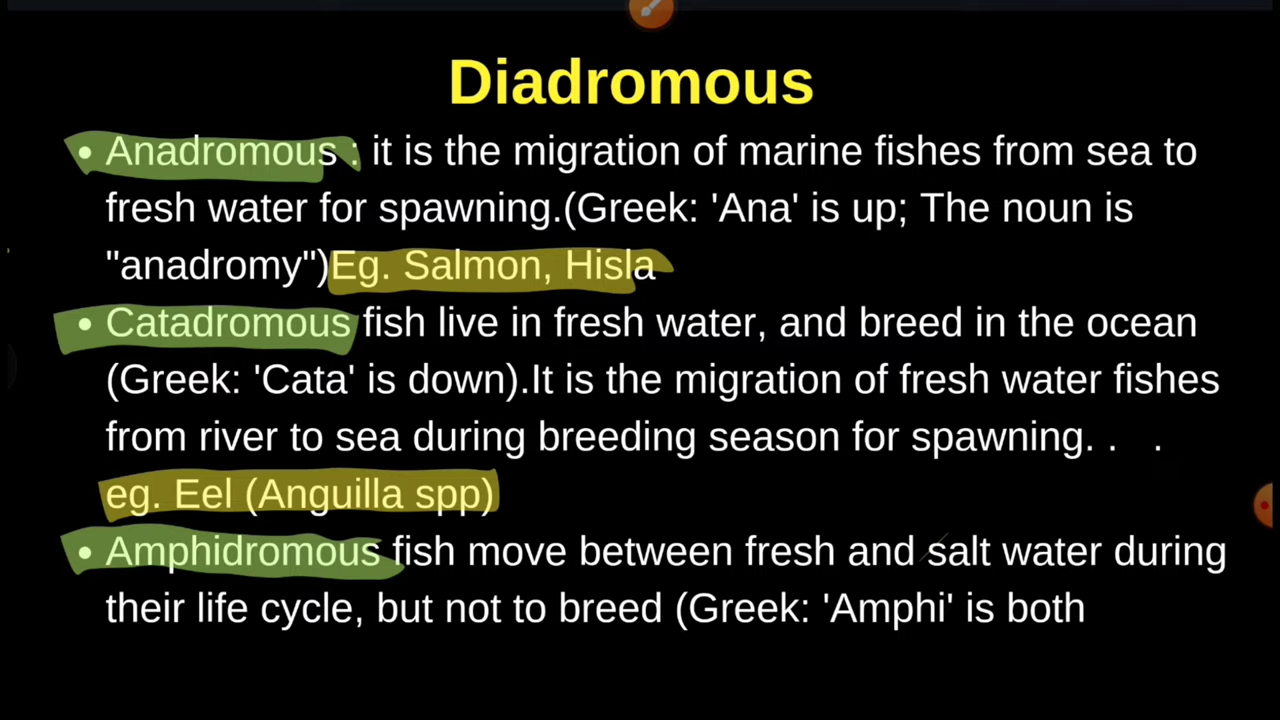 Diadromous
• Anadromous : it is the migration of marine fishes from sea to
fresh water for spawning.(Greek: 'Ana' is up; The noun is
"anadromy")Eg. Salmon, Hisla
• Catadromous fish live in fresh water, and breed in the ocean
(Greek: 'Cata' is down).It is the migration of fresh water fishes
from river to sea during breeding season for spawning. . .
eg. Eel (Anguilla spp)
• Amphidromous fish move between fresh and salt water during
their life cycle, but not to breed (Greek: 'Amphi' is both